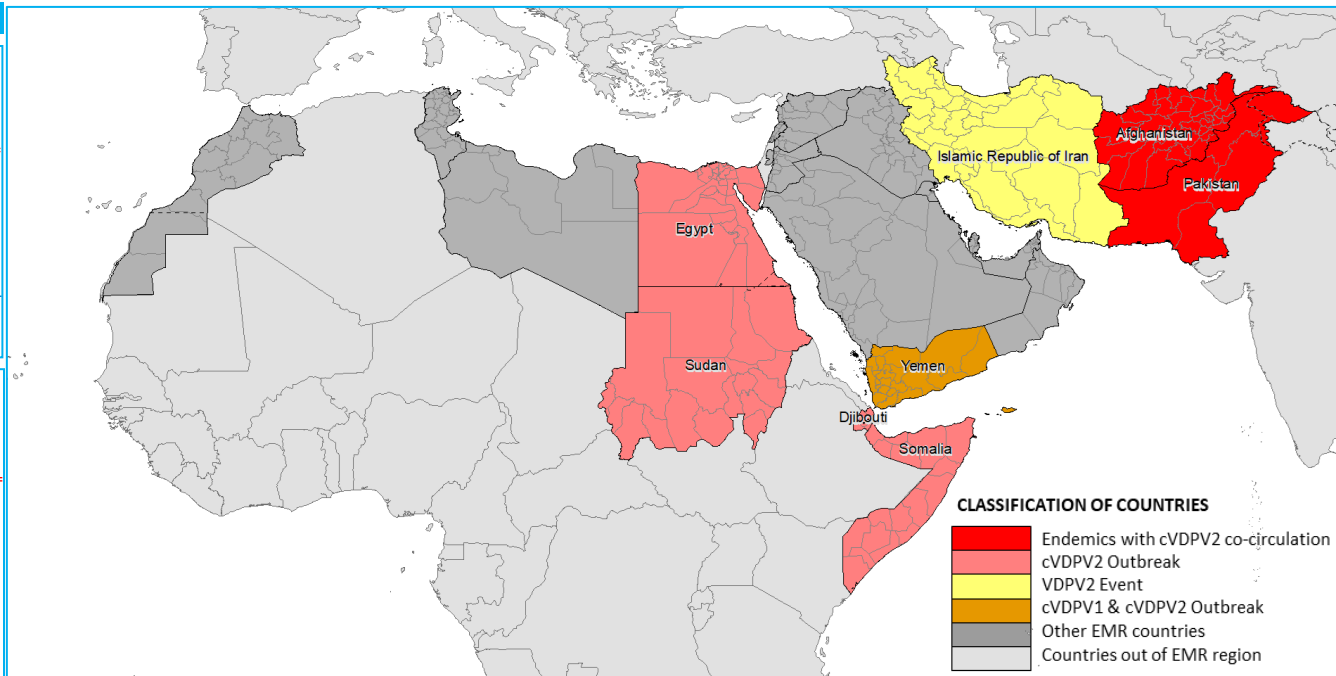 Afghanistan
Islamic Republic of Iran
Pakistan
Egypt
Sudan
Yemen
Djibouti
Somalia
CLASSIFICATION OF COUNTRIES
Endemics with cVDPV2 co-circulation
cVDPV2 Outbreak
VDPV2 Event
cVDPV1 & cVDPV2 Outbreak
Other EMR countries
Countries out of EMR region